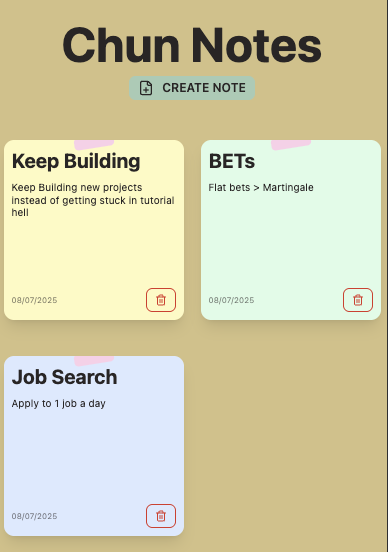 Chun Notes
CREATE NOTE
Keep Building
Keep Building new projects
instead of getting stuck in tutorial
hell
08/07/2025
BETs
Flat bets > Martingale
08/07/2025
Job Search
Apply to 1 job a day
08/07/2025